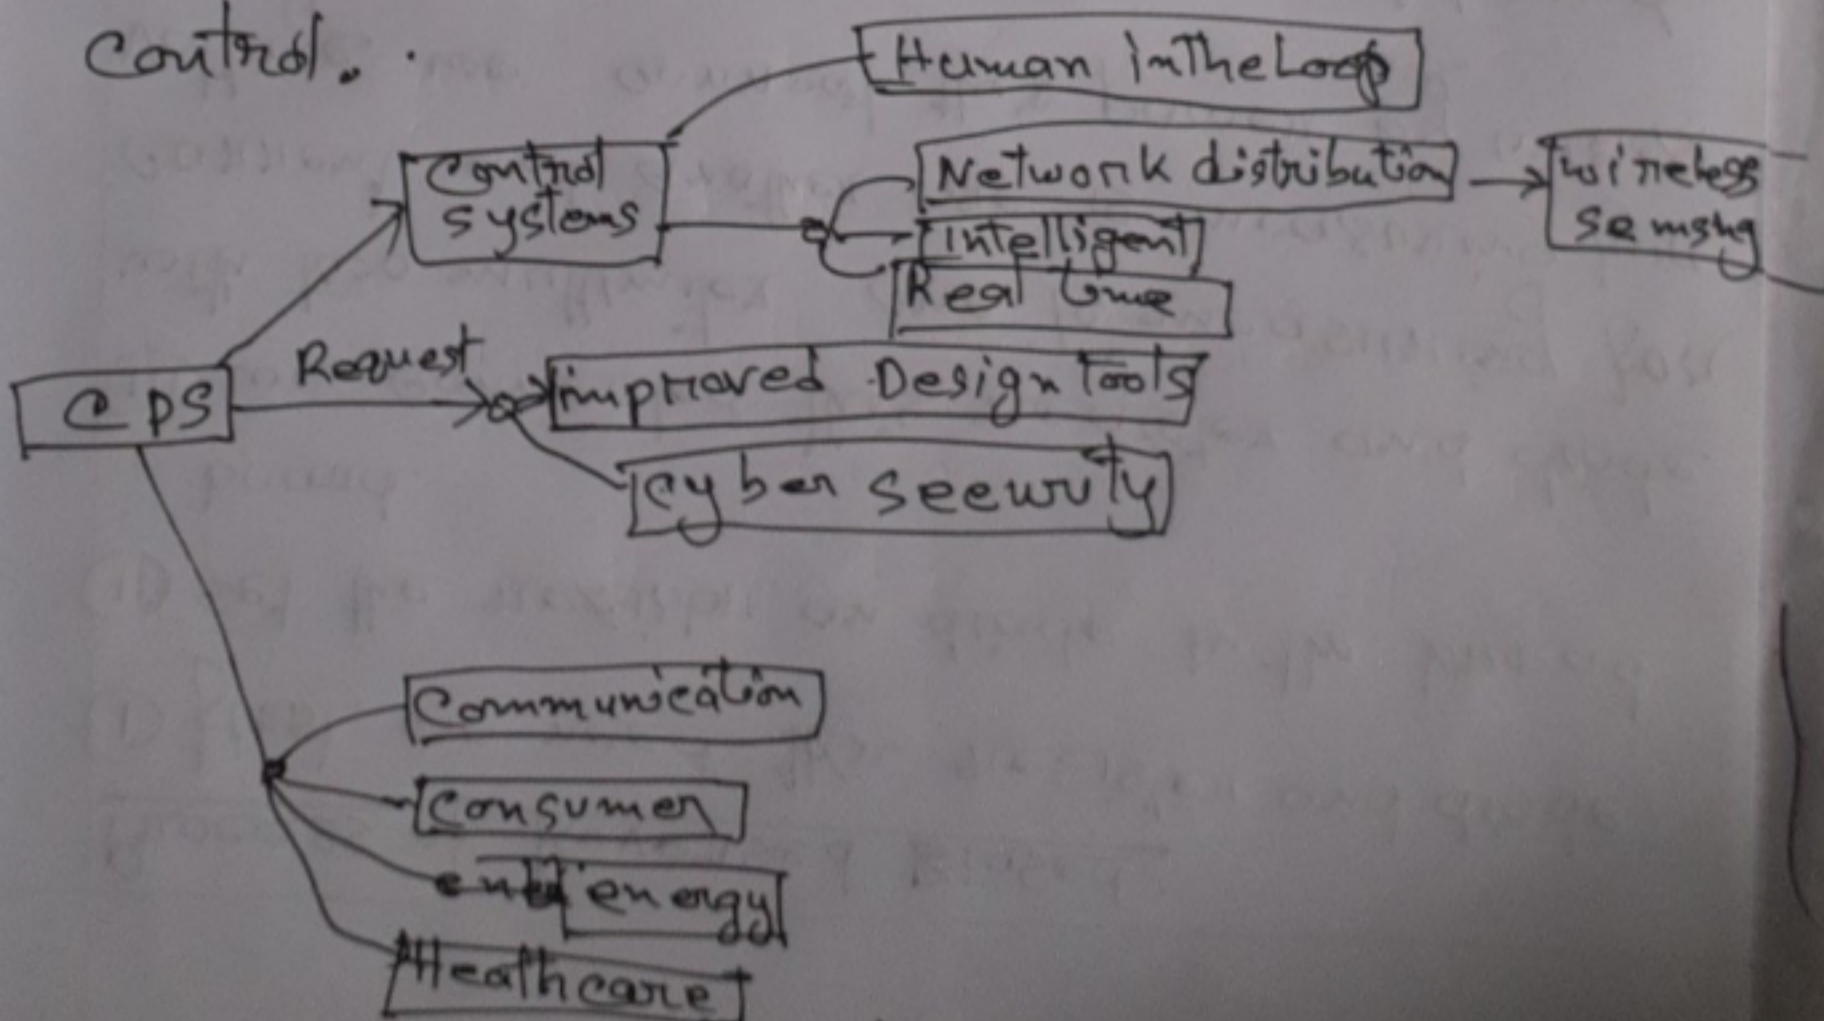 Control.
Human intheLoop
Control
systems
Network distribution
wireless
sensing
Intelligent
Real time
Request
CPS
improved Design Tools
Cyber Seeurity
Communication
Consumer
energy
Heathcare